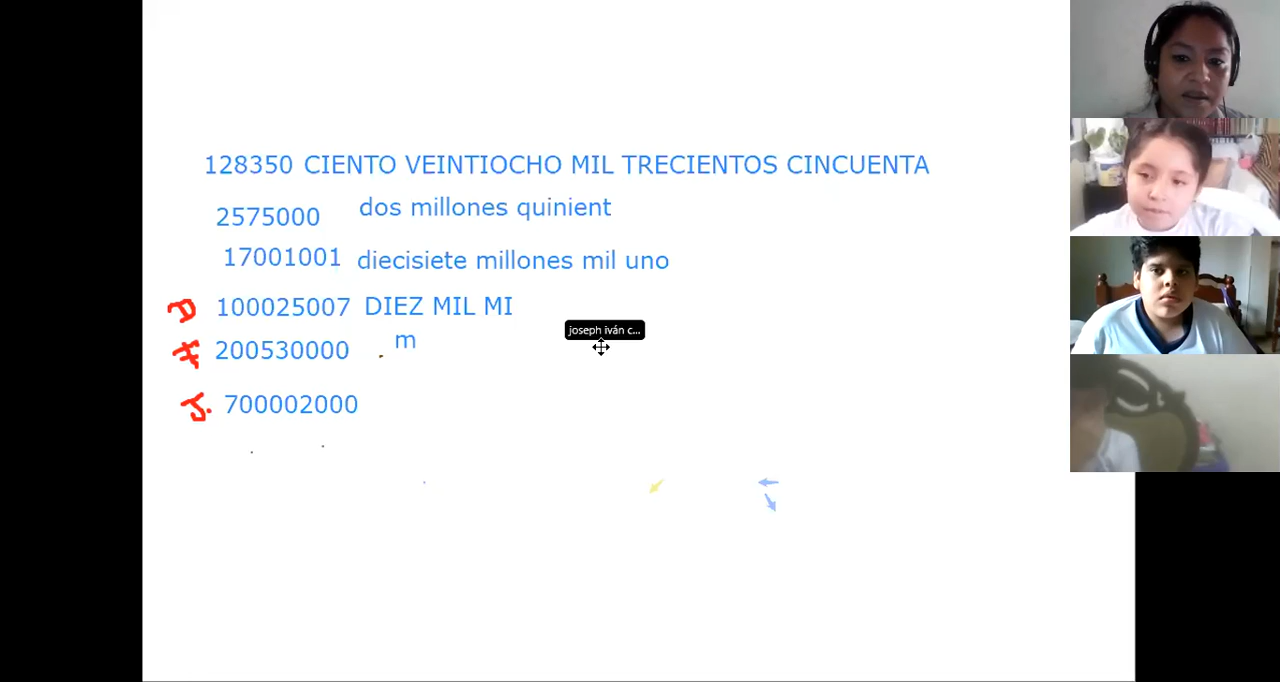 128350 CIENTO VEINTIOCHO MIL TRECIENTOS CINCUENTA
2575000 dos millones quinient
17001001 diecisiete millones mil uno
D 100025007 DIEZ MIL MI
joseph iván c...
F 200530000 m
J. 700002000